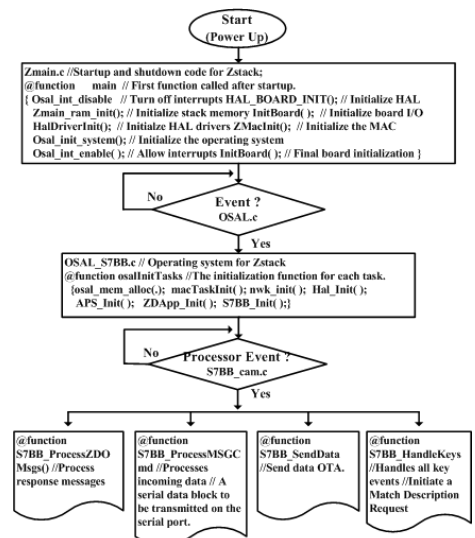 Start
(Power Up)
Zmain.c //Startup and shutdown code for Zstack;
@function main // First function called after startup.
{ Osal_int_disable // Turn off interrupts HAL_BOARD_INIT(); // Initialize HAL
Zmain_ram_init(); // Initialize stack memory InitBoard( ); // Initialize board I/O
HalDriverInit(); // Initialze HAL drivers ZMacInit(); // Initialize the MAC
Osal_init_system(); // Initialize the operating system
Osal_int_enable( ); // Allow interrupts InitBoard( ); // Final board initialization }
No
Event ?
OSAL.c
Yes
OSAL_S7BB.c // Operating system for Zstack
@function osalInitTasks //The initialization function for each task.
{osal_mem_alloc(.); macTaskInit( ); nwk_init( ); Hal_Init( );
APS_Init( ); ZDApp_Init( ); S7BB_Init( );}
No
Processor Event ?
S7BB_cam.c
Yes
@function
S7BB_ProcessZDO
Msgs() //Process
response messages
@function
S7BB_ProcessMSGC
md // Processes
incoming data // A
serial data block to
be transmitted on the
serial port.
@function
S7BB_SendData
//Send data OTA.
@function
S7BB_HandleKeys
//Handles all key
events //Initiate a
Match Description
Request